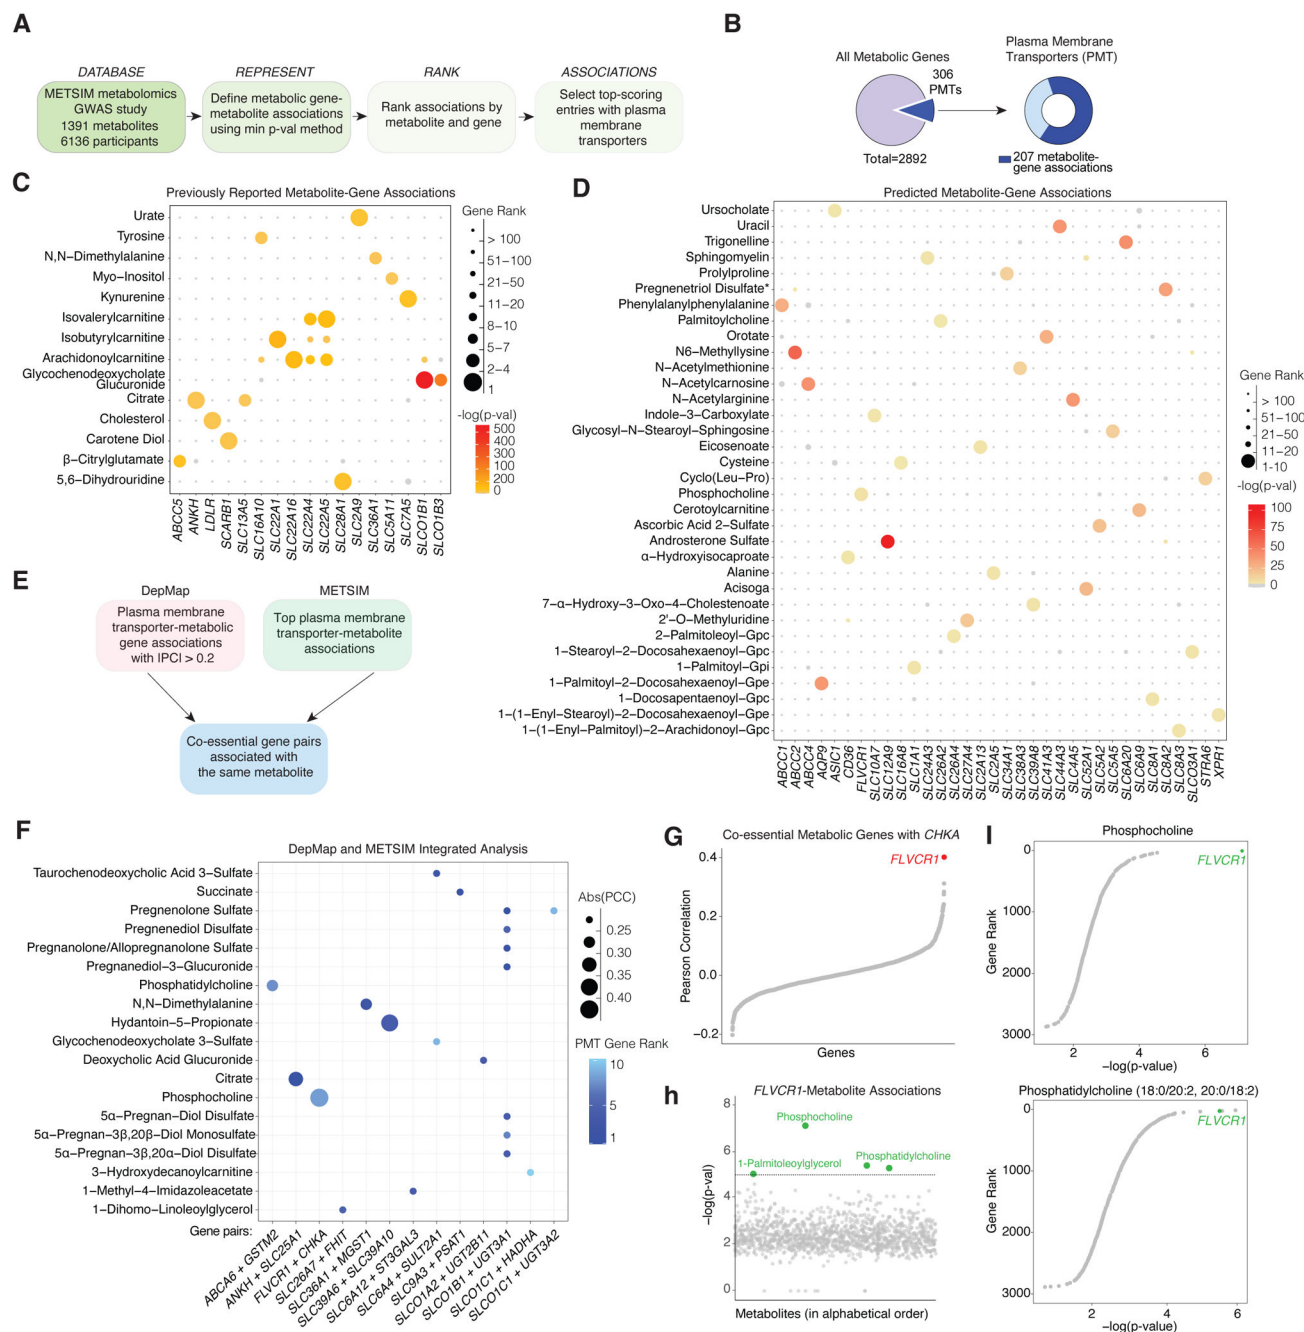 A
DATABASE
METSIM metabolomics
GWAS study
1391 metabolites
6136 participants
REPRESENT
Define metabolic gene-
metabolite associations
using min p-val method
RANK
Rank associations by
metabolite and gene
ASSOCIATIONS
Select top-scoring
entries with plasma
membrane
transporters
B
All Metabolic Genes
306
PMTs
Total=2892
Plasma Membrane
Transporters (PMT)
207 metabolite-
gene associations
C
Previously Reported Metabolite-Gene Associations
Urate
Tyrosine
N,N-Dimethylalanine
Myo-Inositol
Kynurenine
Isovalerylcarnitine
Isobutyrylcarnitine
Arachidonoylcarnitine
Glycochenodeoxycholate
Glucuronide
Citrate
Cholesterol
Carotene Diol
β-Citrylglutamate
5,6-Dihydrouridine
ABCC5
ANKH
LDLR
SCARB1
SLC13A5
SLC16A10
SLC22A1
SLC22A16
SLC22A4
SLC22A5
SLC28A1
SLC2A9
SLC36A1
SLC5A11
SLC7A5
SLCO1B1
SLCO1B3
Gene Rank
> 100
51-100
21-50
11-20
8-10
5-7
2-4
1
-log(p-val)
500
400
300
200
100
0
D
Predicted Metabolite-Gene Associations
Ursocholate
Uracil
Trigonelline
Sphingomyelin
Prolylproline
Pregnenetriol Disulfate*
Phenylalanylphenylalanine
Palmitoylcholine
Orotate
N6-Methyllysine
N-Acetylmethionine
N-Acetylcarnosine
N-Acetylarginine
Indole-3-Carboxylate
Glycosyl-N-Stearoyl-Sphingosine
Eicosenoate
Cysteine
Cyclo(Leu-Pro)
Phosphocholine
Cerotoylcarnitine
Ascorbic Acid 2-Sulfate
Androsterone Sulfate
α-Hydroxyisocaproate
Alanine
Acisoga
7-α-Hydroxy-3-Oxo-4-Cholestenoate
2'-O-Methyluridine
2-Palmitoleoyl-Gpc
1-Stearoyl-2-Docosahexaenoyl-Gpc
1-Palmitoyl-Gpi
1-Palmitoyl-2-Docosahexaenoyl-Gpe
1-Docosapentaenoyl-Gpc
1-(1-Enyl-Stearoyl)-2-Docosahexaenoyl-Gpe
1-(1-Enyl-Palmitoyl)-2-Arachidonoyl-Gpc
ABCC1
ABCC2
ABCC4
AQP9
ASIC1
CD36
FLVCR1
SLC10A7
SLC12A9
SLC16A8
SLC1A1
SLC24A3
SLC26A2
SLC26A4
SLC27A4
SLC2A13
SLC2A5
SLC34A1
SLC38A3
SLC39A8
SLC41A3
SLC44A3
SLC4A5
SLC52A1
SLC5A2
SLC5A5
SLC6A20
SLC6A9
SLC8A1
SLC8A2
SLC8A3
SLCO3A1
STRA6
XPR1
Gene Rank
> 100
51-100
21-50
11-20
1-10
-log(p-val)
100
75
50
25
0
E
DepMap
Plasma membrane
transporter-metabolic
gene associations
with |PC| > 0.2
METSIM
Top plasma membrane
transporter-metabolite
associations
Co-essential gene pairs
associated with
the same metabolite
F
DepMap and METSIM Integrated Analysis
Taurochenodeoxycholic Acid 3-Sulfate
Succinate
Pregnenolone Sulfate
Pregnenediol Disulfate
Pregnanolone/Allopregnanolone Sulfate
Pregnanediol-3-Glucuronide
Phosphatidylcholine
N,N-Dimethylalanine
Hydantoin-5-Propionate
Glycochenodeoxycholate 3-Sulfate
Deoxycholic Acid Glucuronide
Citrate
Phosphocholine
5α-Pregnan-Diol Disulfate
5α-Pregnan-3β,20β-Diol Monosulfate
5α-Pregnan-3β,20α-Diol Disulfate
3-Hydroxydecanoylcarnitine
1-Methyl-4-Imidazoleacetate
1-Dihomo-Linoleoylglycerol
Gene pairs:
ABCA6 + GSTM2
ANKH + SLC25A1
FLVCR1 + CHKA
SLC26A7 + FHIT
SLC36A1 + MGST1
SLC39A6 + SLC39A10
SLC6A12 + ST3GAL3
SLC6A4 + SULT2A1
SLC9A3 + PSAT1
SLCO1A2 + UGT2B11
SLCO1B1 + UGT3A1
SLCO1C1 + HADHA
SLCO1C1 + UGT3A2
Abs(PCC)
0.25
0.30
0.35
0.40
PMT Gene Rank
10
5
1
G
Co-essential Metabolic Genes with CHKA
FLVCR1
Pearson Correlation
0.4
0.2
0.0
-0.2
Genes
h
FLVCR1-Metabolite Associations
Phosphocholine
1-Palmitoleoylglycerol
Phosphatidylcholine
-log(p-val)
8
6
4
2
0
Metabolites (in alphabetical order)
I
Phosphocholine
FLVCR1
Gene Rank
0
1000
2000
3000
2
4
6
-log(p-value)
Phosphatidylcholine (18:0/20:2, 20:0/18:2)
FLVCR1
Gene Rank
0
1000
2000
3000
2
4
6
-log(p-value)